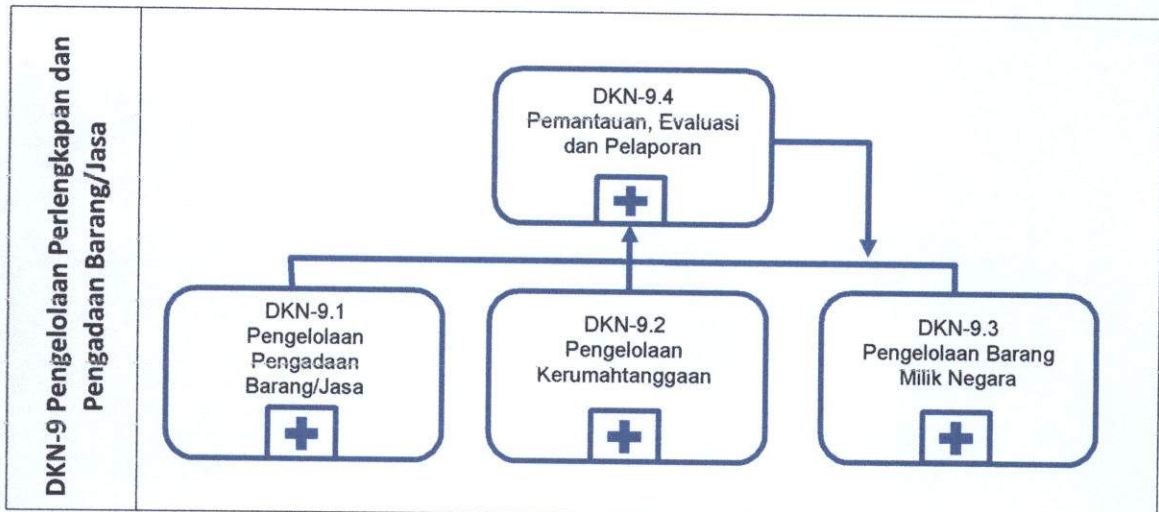 DKN-9 Pengelolaan Perlengkapan dan
Pengadaan Barang/Jasa
DKN-9.4
Pemantauan, Evaluasi
dan Pelaporan
DKN-9.1
Pengelolaan
Pengadaan
Barang/Jasa
DKN-9.2
Pengelolaan
Kerumahtanggaan
DKN-9.3
Pengelolaan Barang
Milik Negara